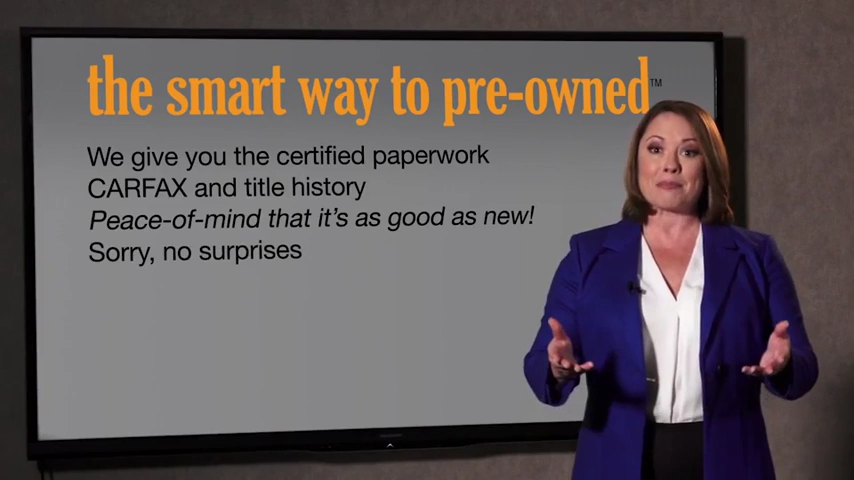 the smart way to pre-owned™
We give you the certified paperwork
CARFAX and title history
Peace-of-mind that it's as good as new!
Sorry, no surprises